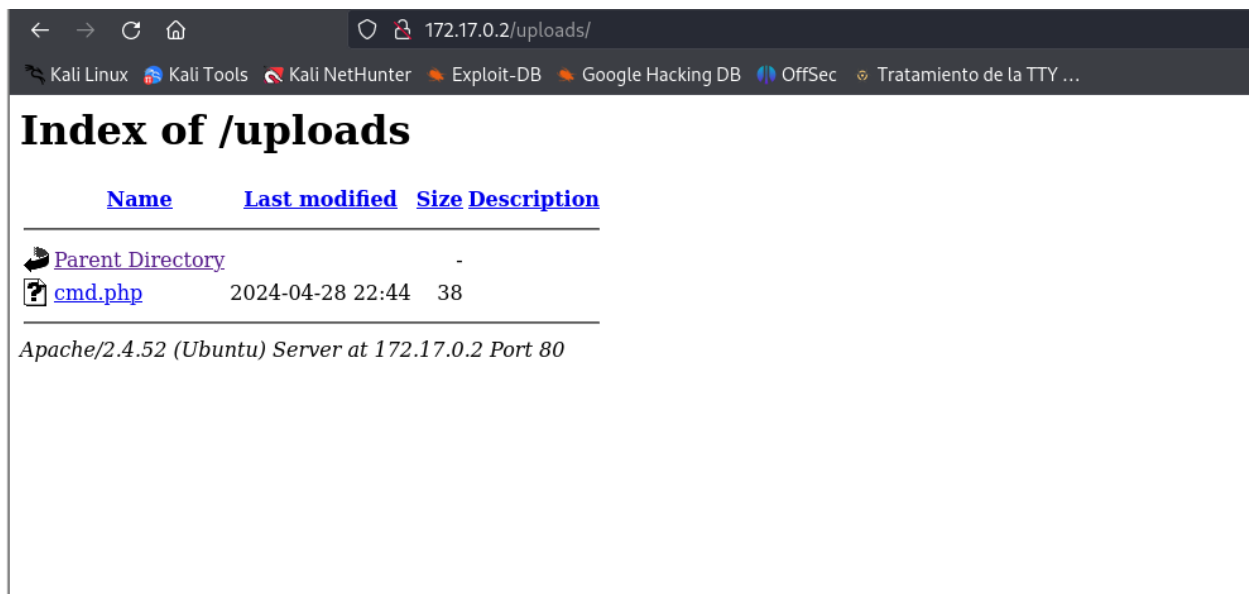 172.17.0.2/uploads/
Kali Linux Kali Tools Kali NetHunter Exploit-DB Google Hacking DB OffSec Tratamiento de la TTY ...
Index of /uploads
Name Last modified Size Description
Parent Directory -
cmd.php 2024-04-28 22:44 38
Apache/2.4.52 (Ubuntu) Server at 172.17.0.2 Port 80